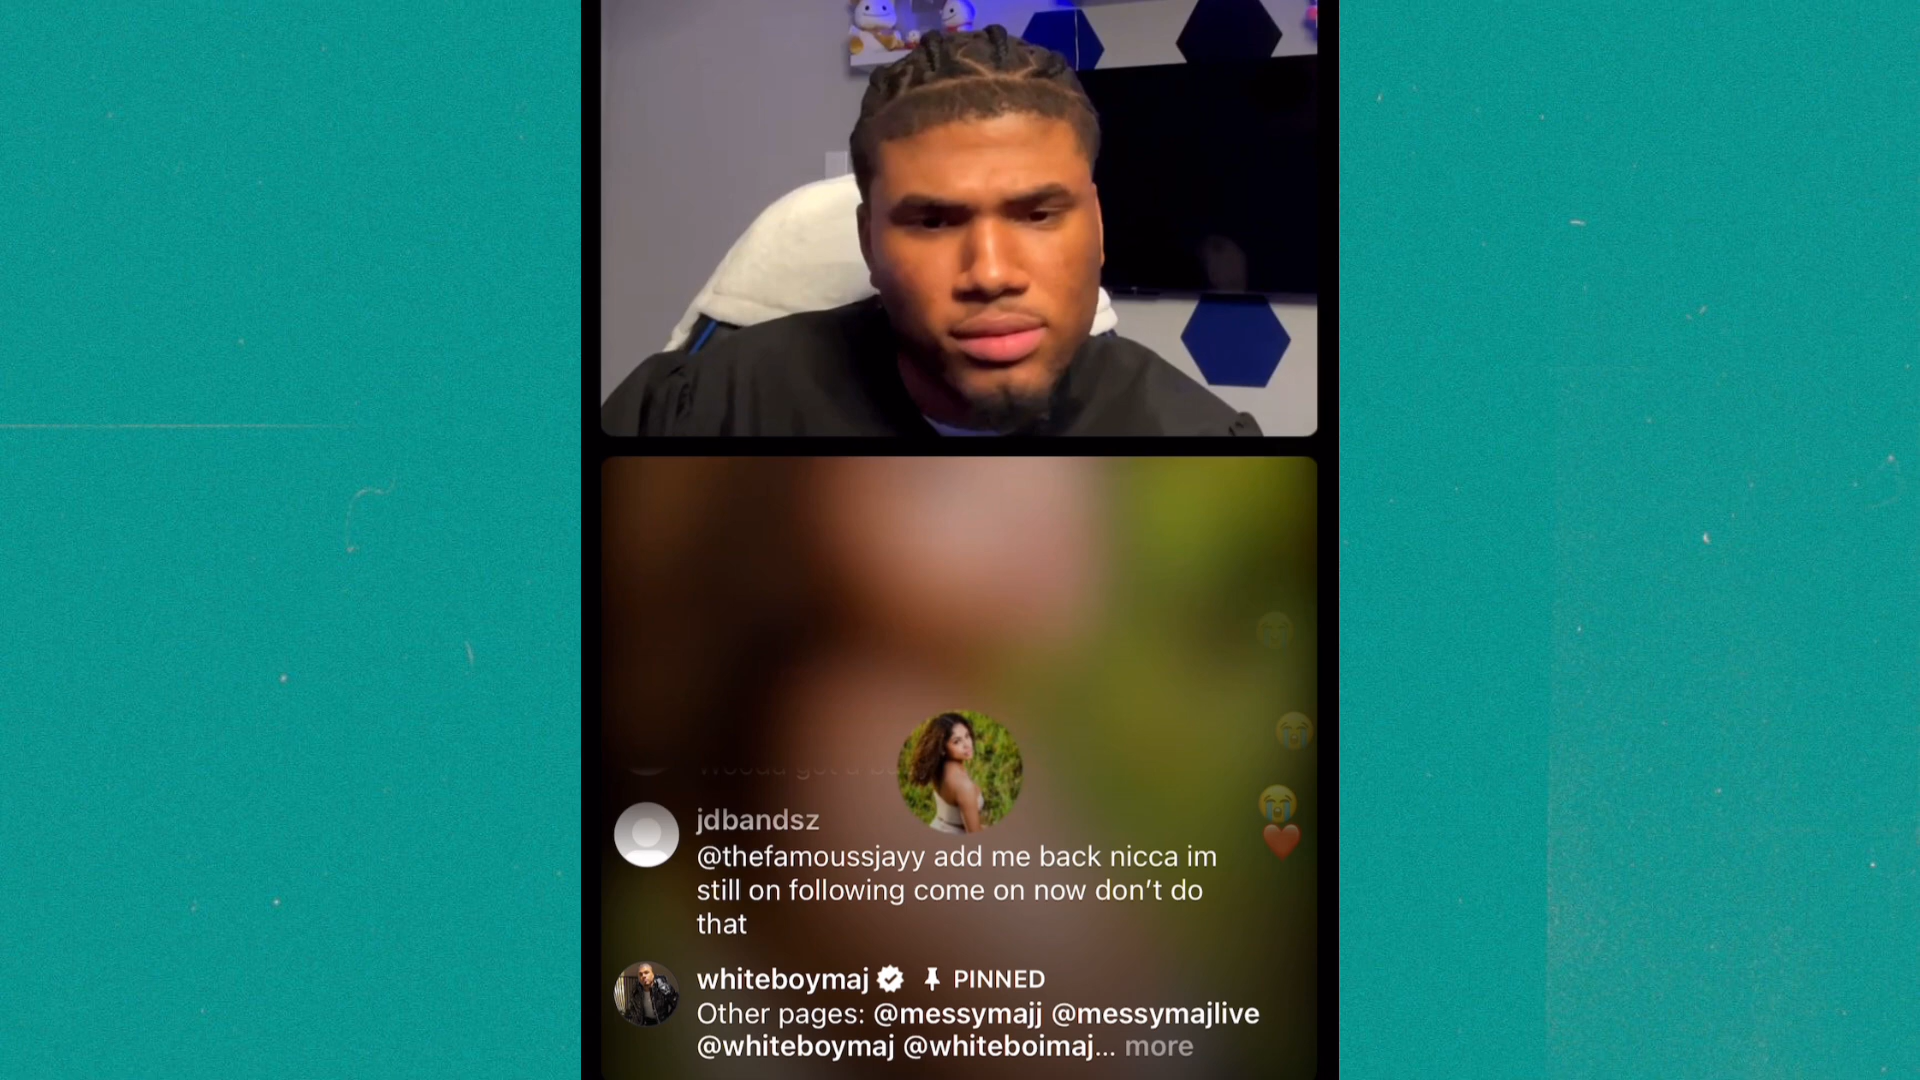 jdbandsz
@thefamoussjayy add me back nicca im
still on following come on now don’t do
that
whiteboymaj PINNED
Other pages: @messymajj @messymajlive
@whiteboymaj @whiteboimaj... more